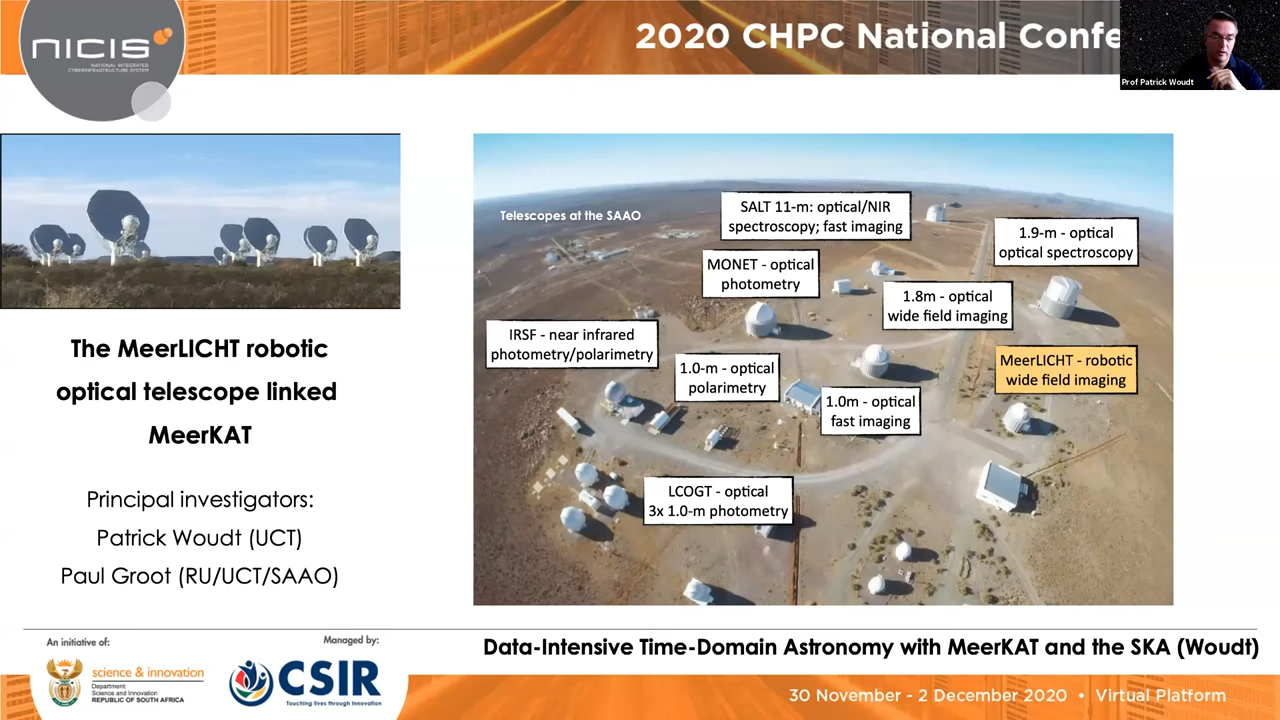 NICIS
NATIONAL INTEGRATED
CYBERINFRASTRUCTURE SYSTEM
2020 CHPC National Confe
Prof Patrick Woudt
The MeerLICHT robotic
optical telescope linked
MeerKAT
Principal investigators:
Patrick Woudt (UCT)
Paul Groot (RU/UCT/SAAO)
Telescopes at the SAAO
SALT 11-m: optical/NIR
spectroscopy; fast imaging
1.9-m - optical
optical spectroscopy
MONET - optical
photometry
1.8m - optical
wide field imaging
IRSF - near infrared
photometry/polarimetry
1.0-m - optical
polarimetry
MeerLICHT - robotic
wide field imaging
1.0m - optical
fast imaging
LCOGT - optical
3x 1.0-m photometry
An initiative of:
science & innovation
Department:
Science and Innovation
REPUBLIC OF SOUTH AFRICA
Managed by:
CSIR
Touching lives through innovation
Data-Intensive Time-Domain Astronomy with MeerKAT and the SKA (Woudt)
30 November - 2 December 2020 • Virtual Platform